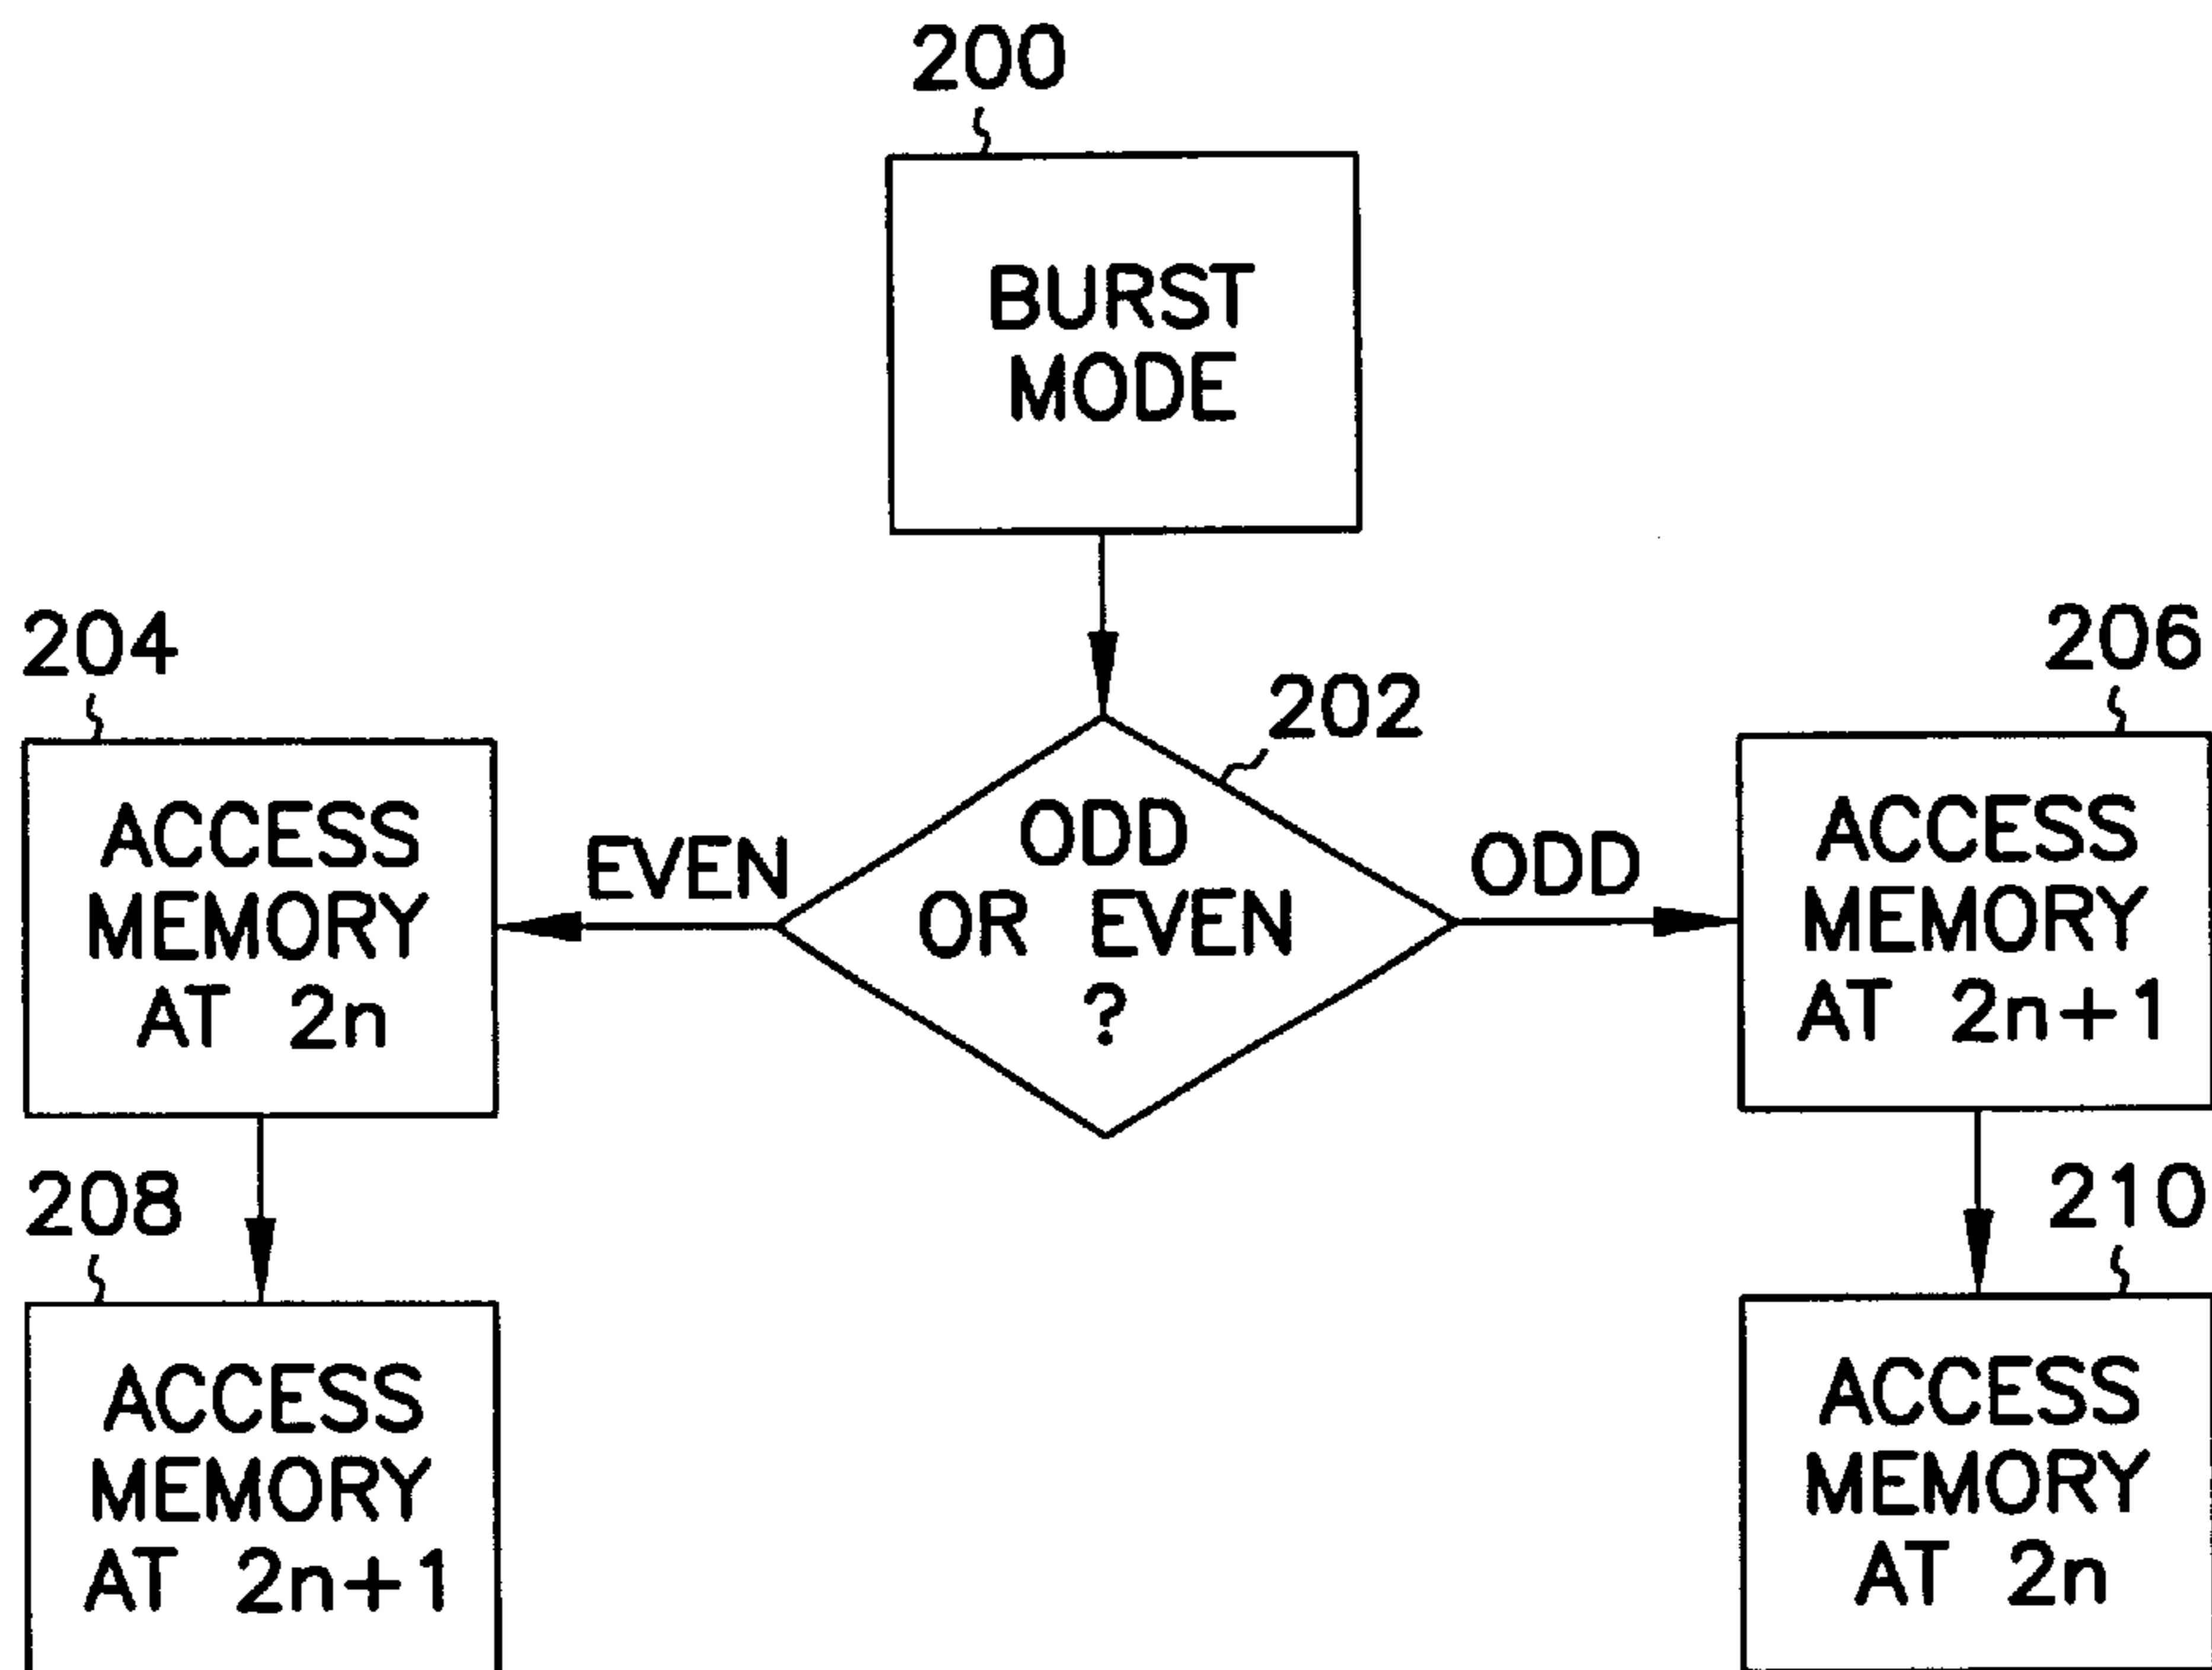 200
BURST
MODE
204
202
206
ACCESS
MEMORY
AT 2n
EVEN
ODD
OR EVEN
?
ODD
ACCESS
MEMORY
AT 2n+1
208
210
ACCESS
MEMORY
AT 2n+1
ACCESS
MEMORY
AT 2n